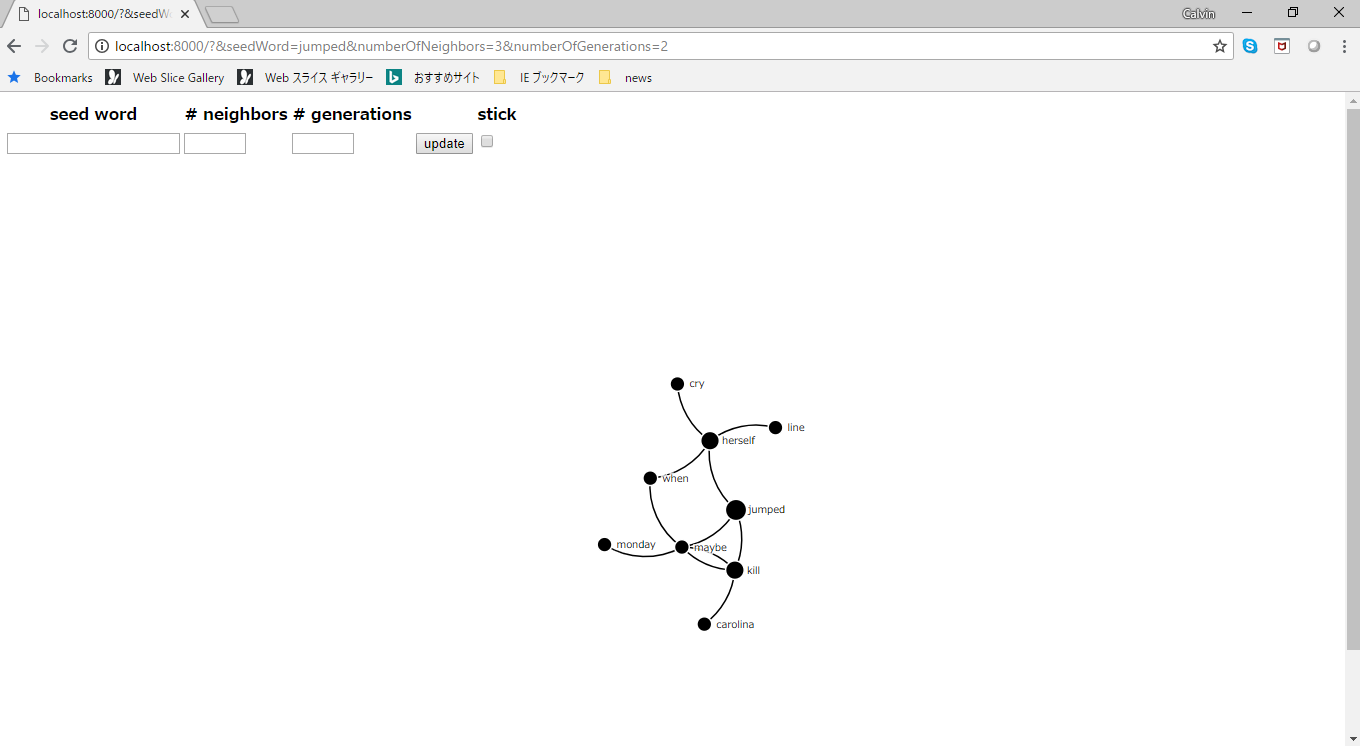 localhost:8000/?&seedW
Calvin
localhost:8000/?&seedWord=jumped&numberOfNeighbors=3&numberOfGenerations=2
Bookmarks Web Slice Gallery Web スライス ギャラリー おすすめサイト IE ブックマーク news
seed word # neighbors # generations stick
update
cry
line
herself
when
jumped
monday
maybe
kill
carolina